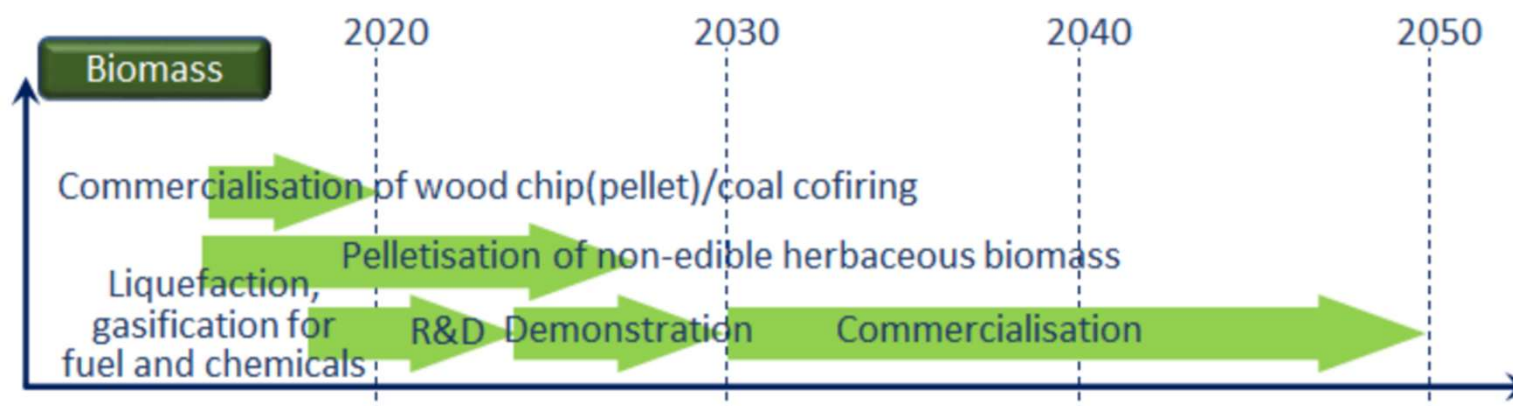 2020 2030 2040 2050
Biomass
Commercialisation of wood chip(pellet)/coal cofiring
Pelletisation of non-edible herbaceous biomass
Liquefaction,
gasification for
fuel and chemicals
R&D Demonstration Commercialisation